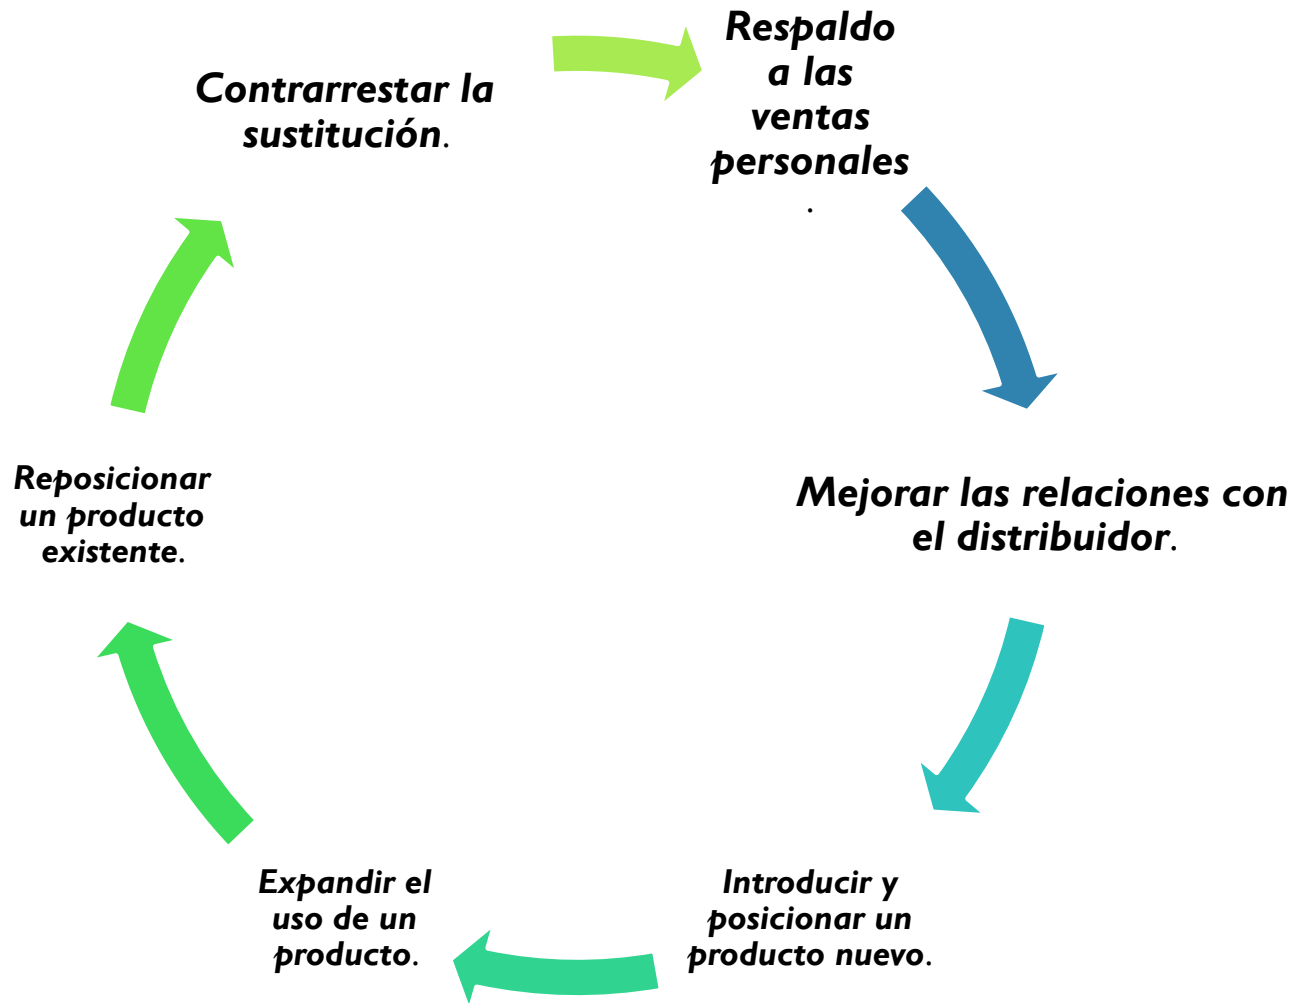 Respaldo
a las
ventas
personales
.
Mejorar las relaciones con
el distribuidor.
Introducir y
posicionar un
producto nuevo.
Expandir el
uso de un
producto.
Reposicionar
un producto
existente.
Contrarrestar la
sustitución.